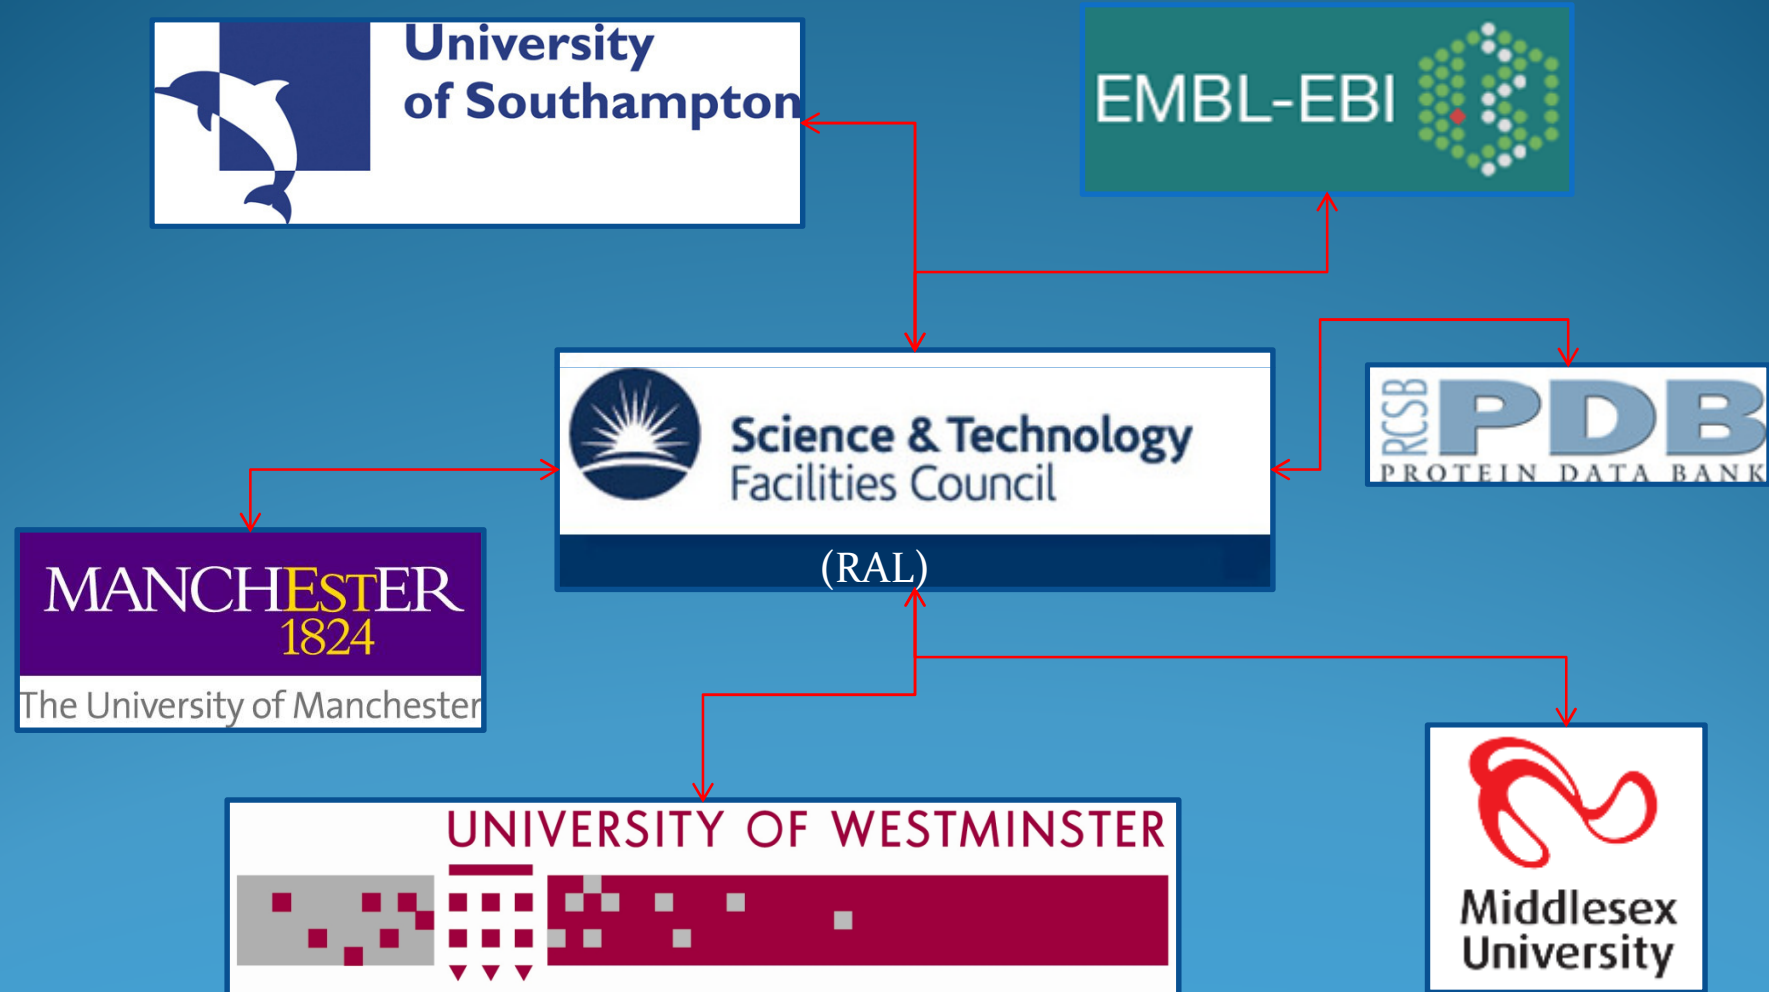 University
of Southampton
EMBL-EBI
Science & Technology
Facilities Council
(RAL)
RCSB
PDB
PROTEIN DATA BANK
MANCHEstER
1824
The University of Manchester
UNIVERSITY OF WESTMINSTER
Middlesex
University